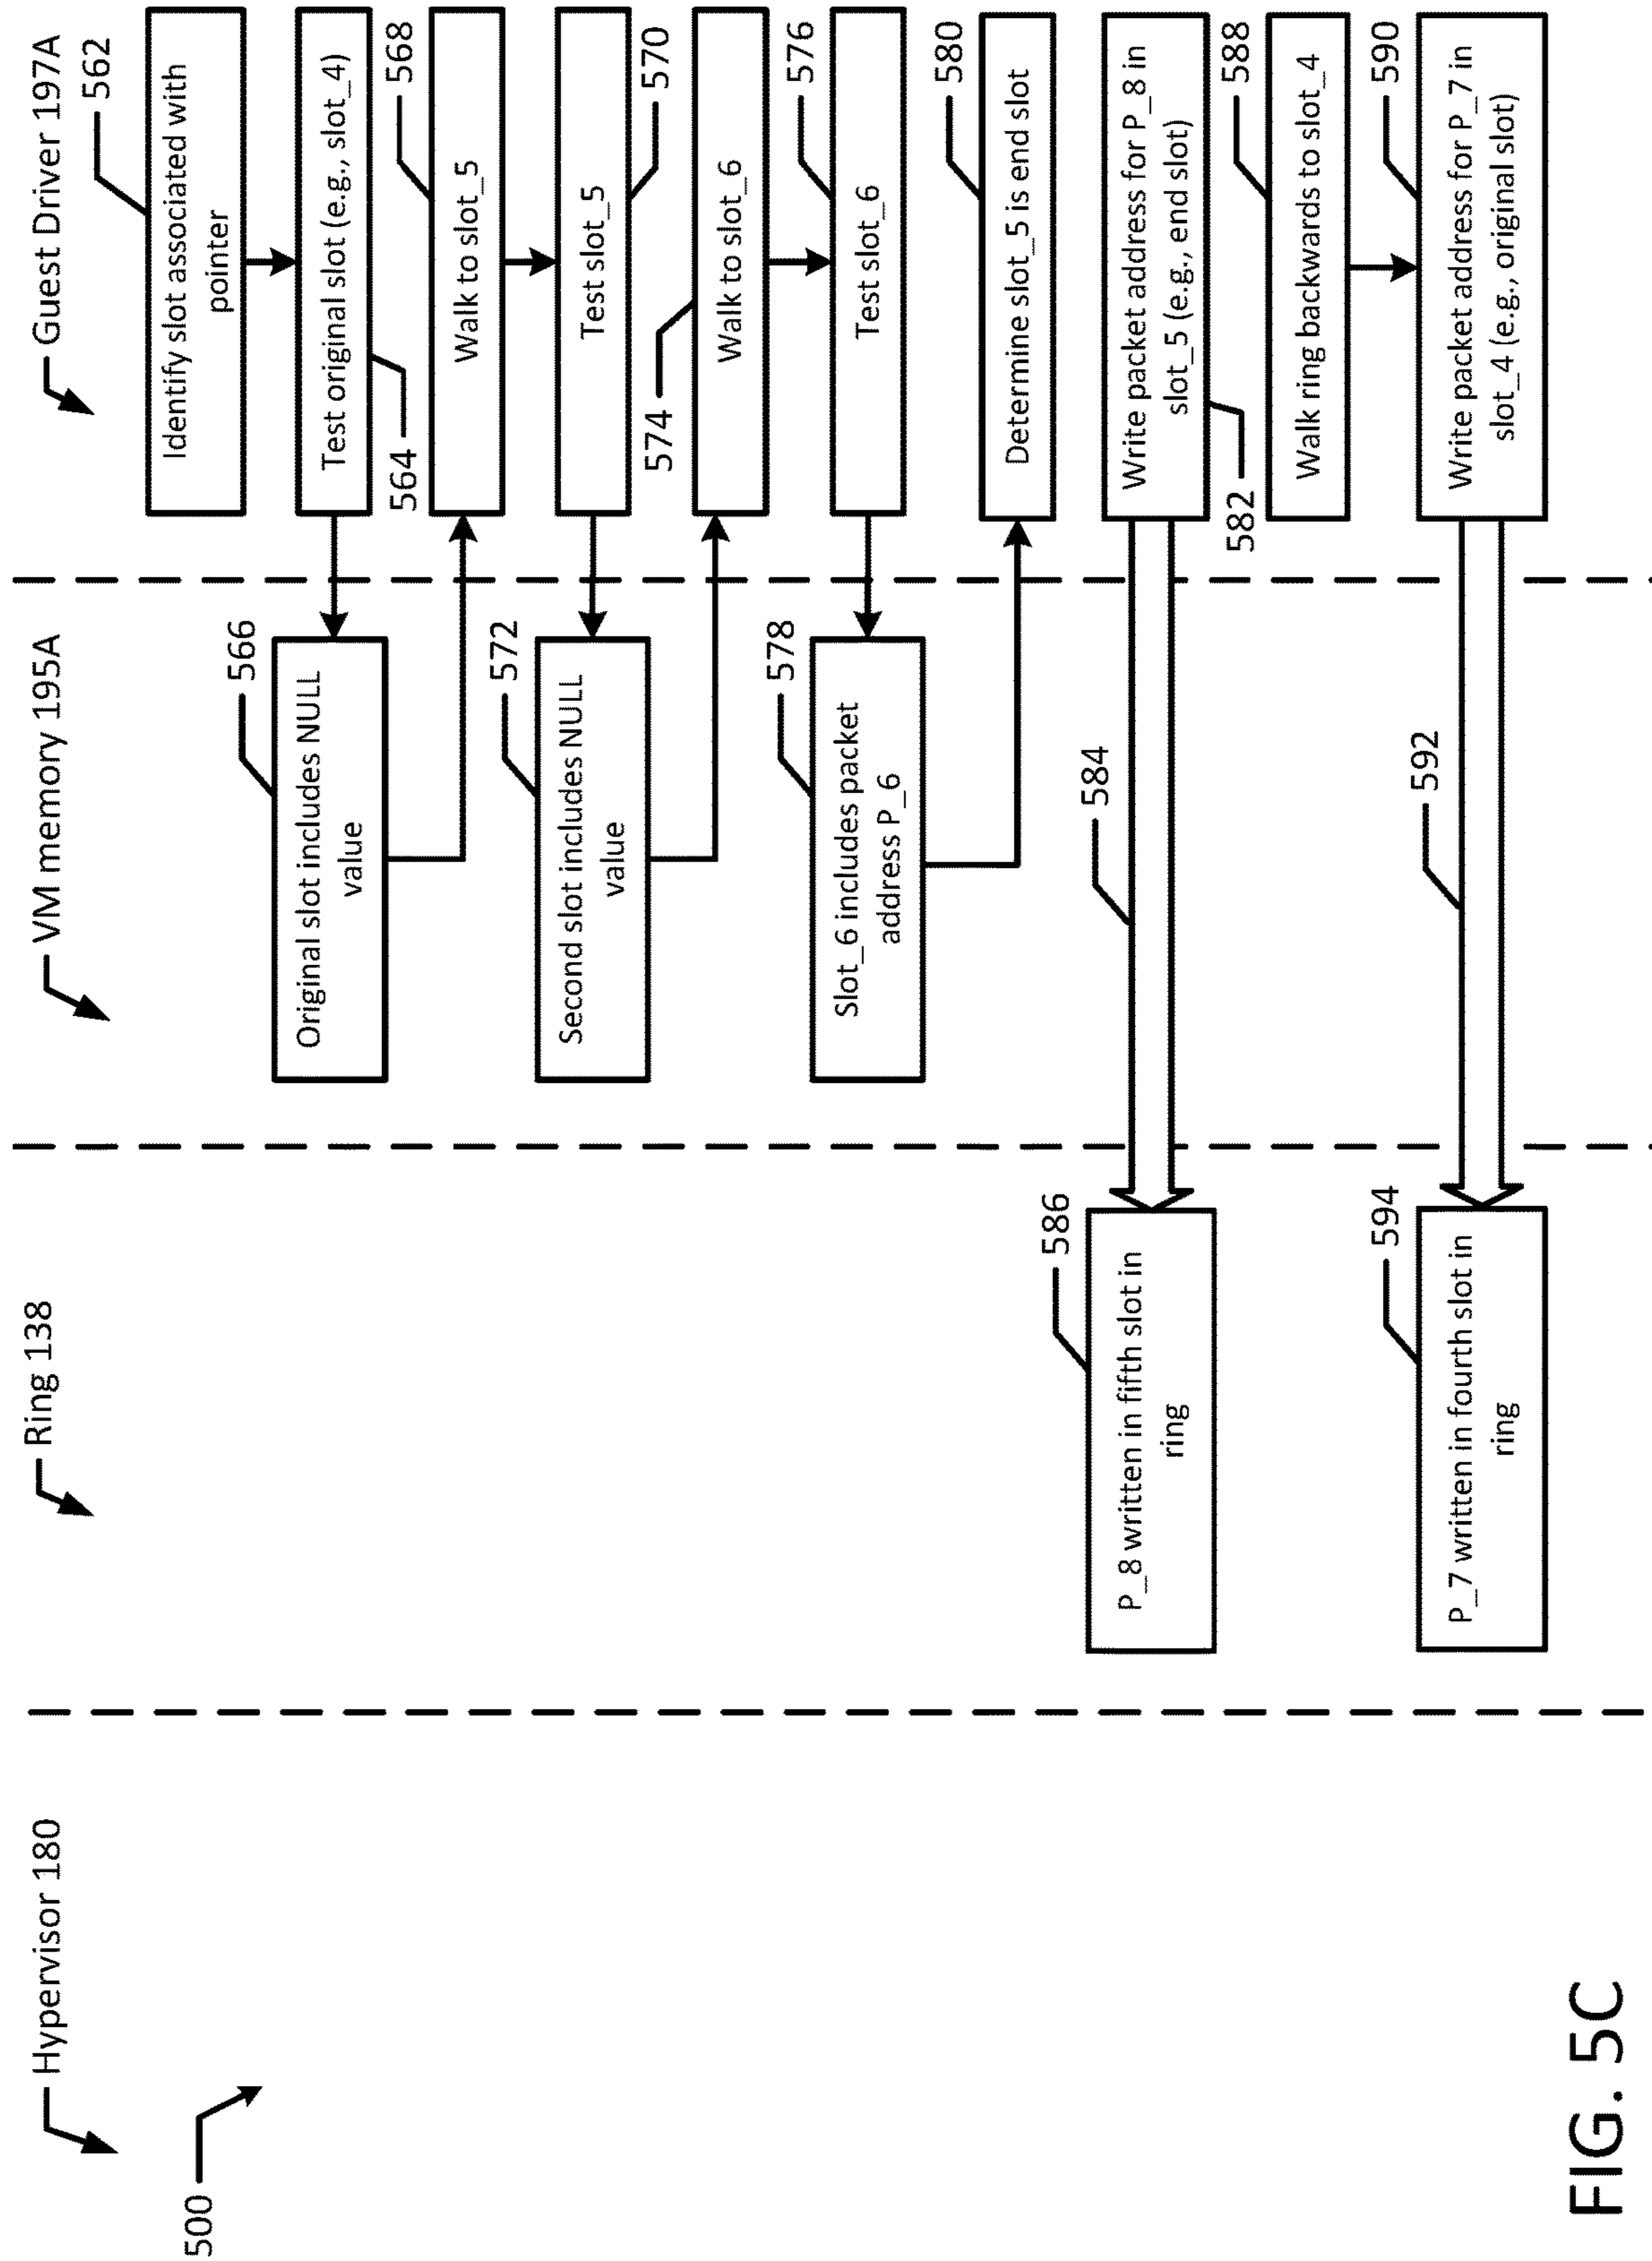 Hypervisor 180
Ring 138
VM memory 195A
Guest Driver 197A
500
562
Identify slot associated with
pointer
Test original slot (e.g., slot_4)
564
566
Original slot includes NULL
value
568
Walk to slot_5
570
Test slot_5
572
Second slot includes NULL
value
574
Walk to slot_6
576
Test slot_6
578
Slot_6 includes packet
address P_6
580
Determine slot_5 is end slot
Write packet address for P_8 in
slot_5 (e.g., end slot)
582
584
586
P_8 written in fifth slot in
ring
588
Walk ring backwards to slot_4
590
Write packet address for P_7 in
slot_4 (e.g., original slot)
592
594
P_7 written in fourth slot in
ring
FIG. 5C